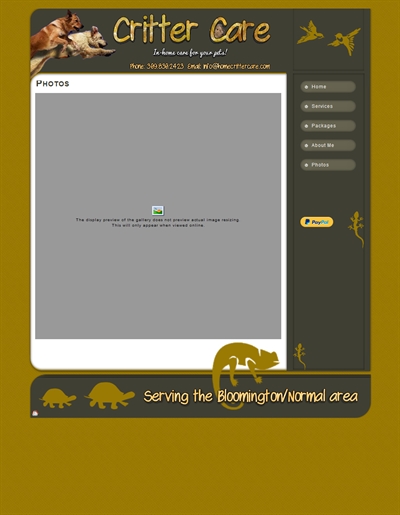 Critter Care
In-home care for your pets!
Phone: 309.830.2423 Email: info@homecrittercare.com
Photos
Home
Services
Packages
About Me
Photos
The display preview of the gallery does not preview actual image resizing.
This will only appear when viewed online.
PayPal
Serving the Bloomington/Normal area